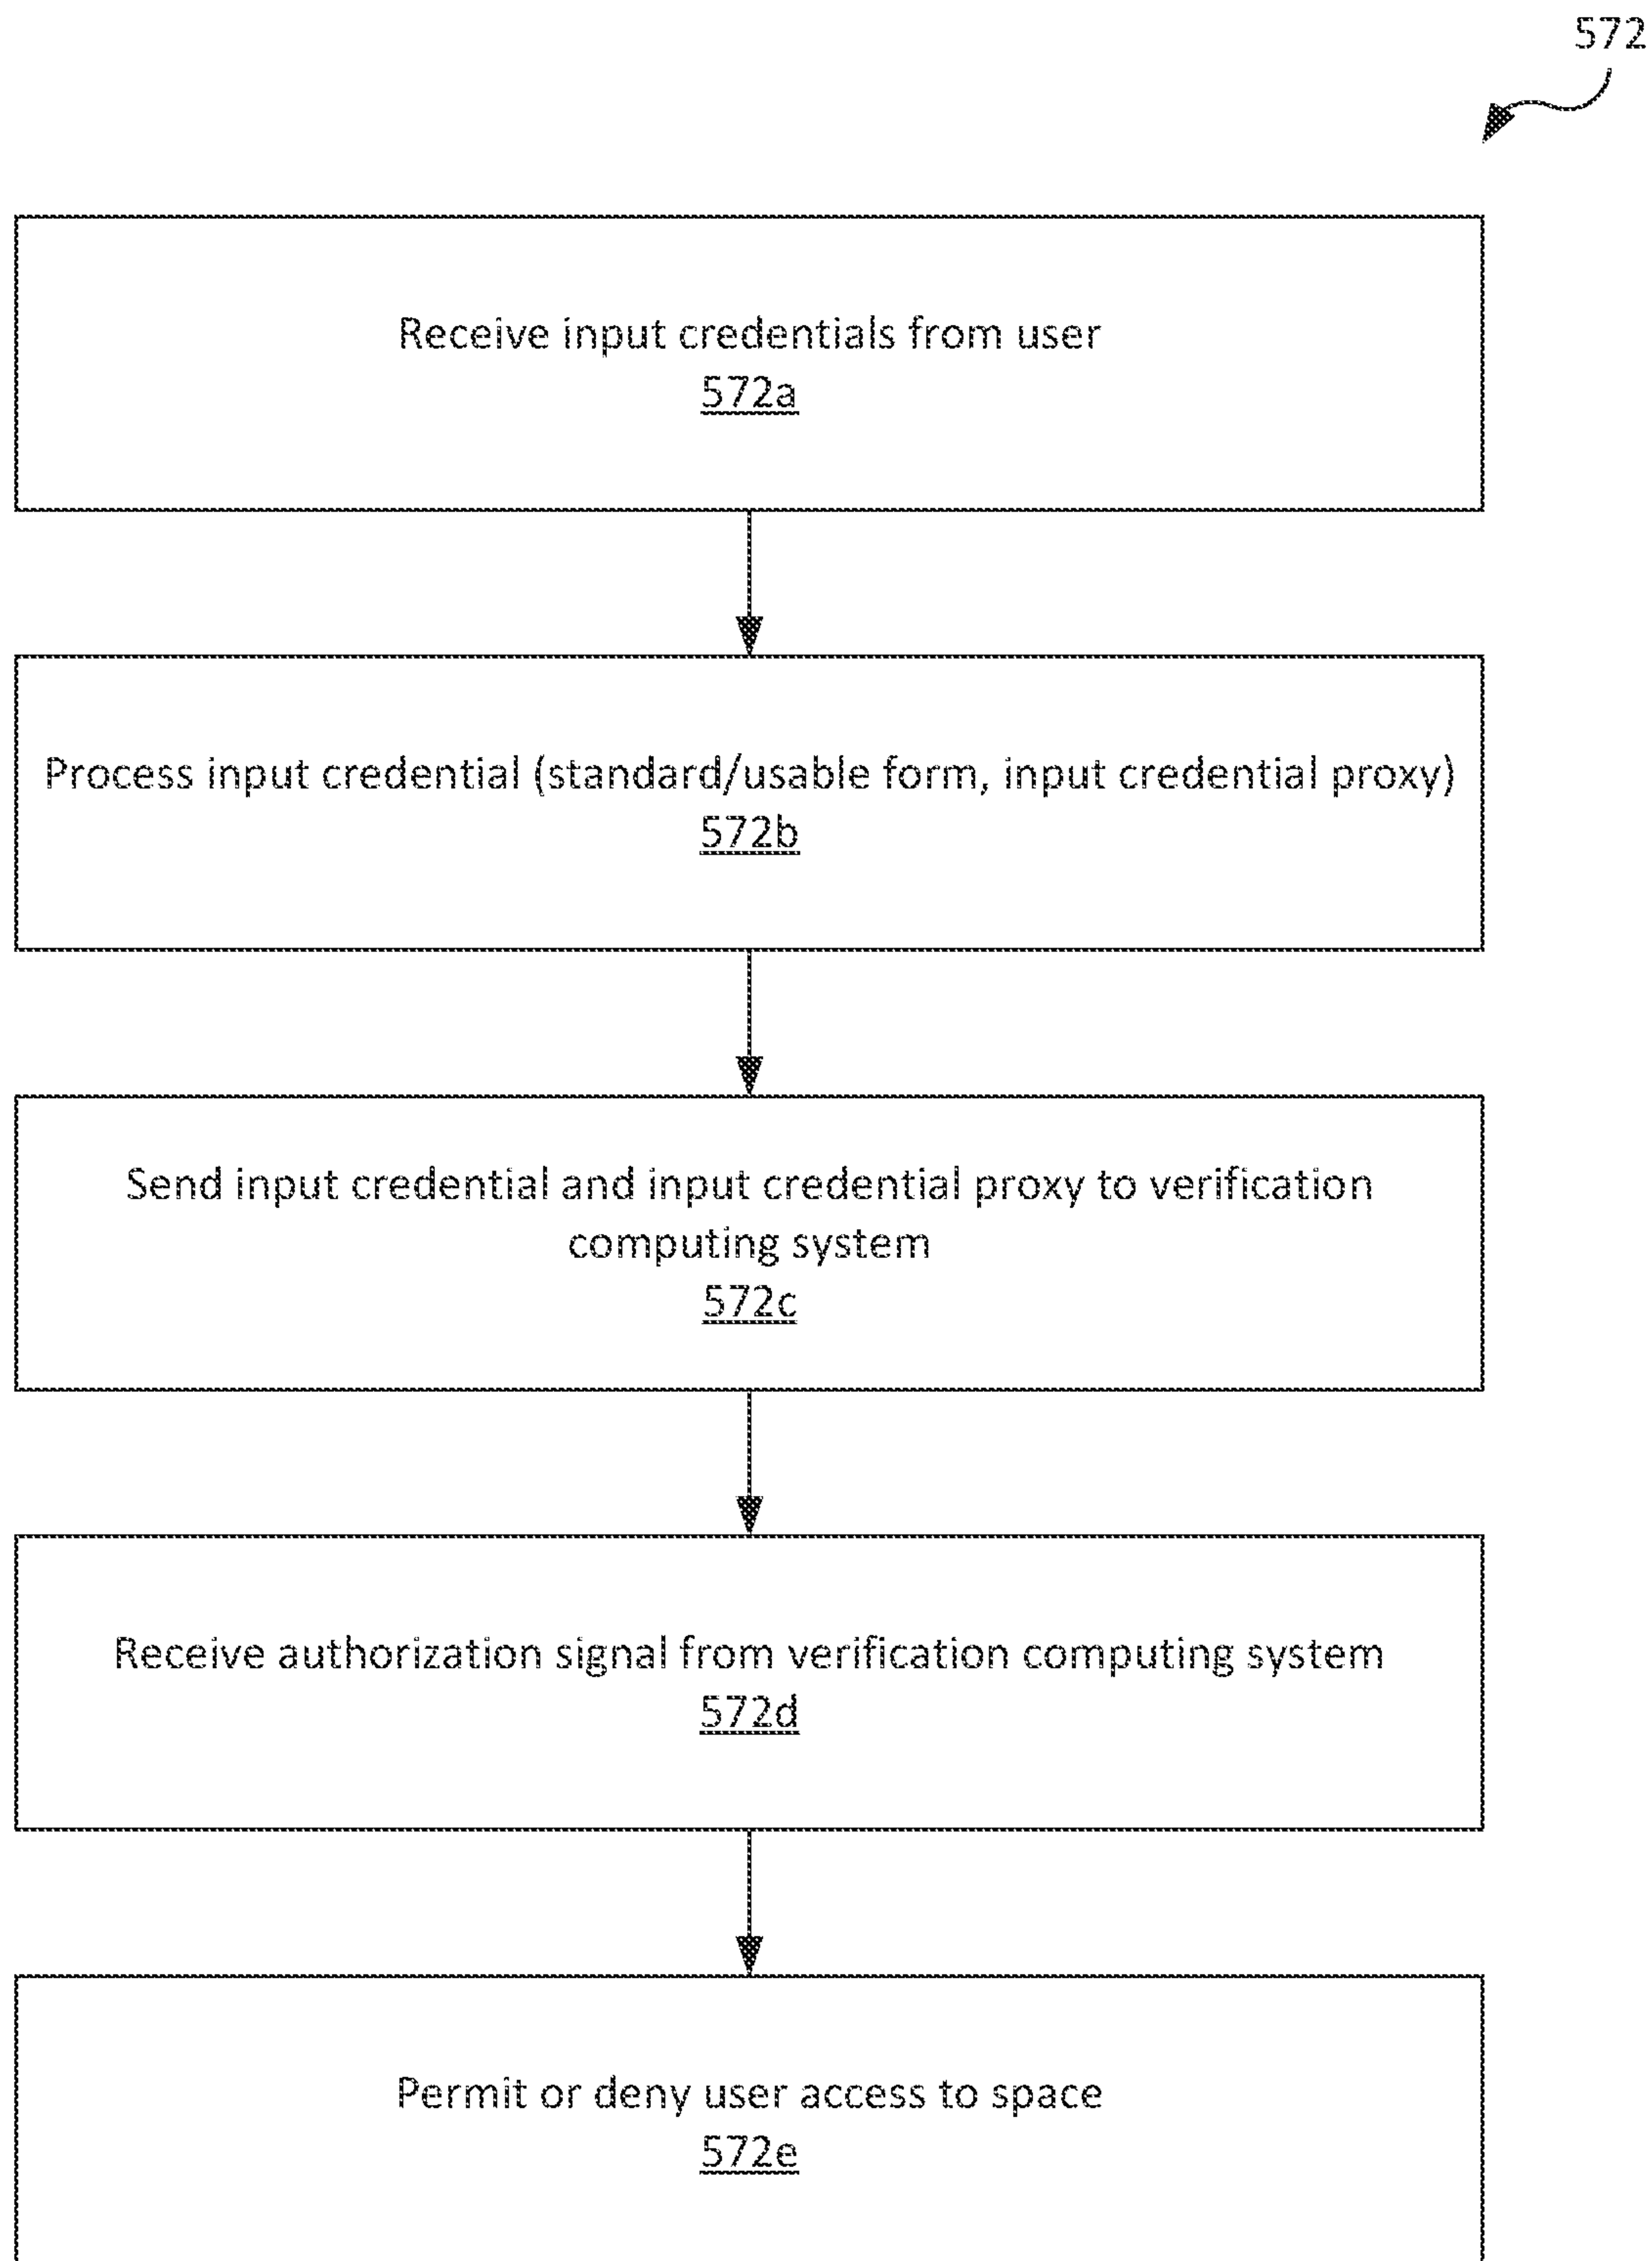 572
Receive input credentials from user
572a
Process input credential (standard/usable form, input credential proxy)
572b
Send input credential and input credential proxy to verification
computing system
572c
Receive authorization signal from verification computing system
572d
Permit or deny user access to space
572e